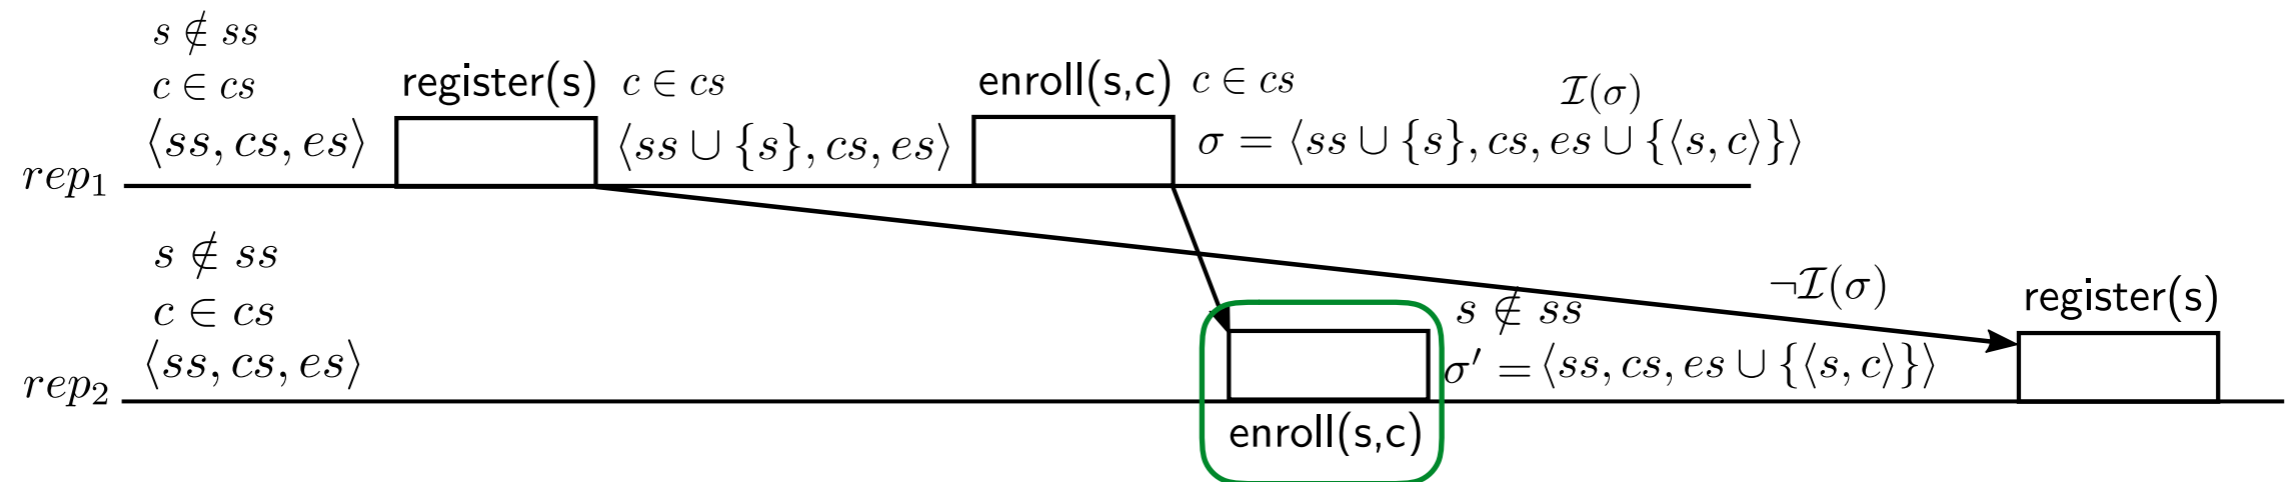 s ∉ ss
c ∈ cs
⟨ss, cs, es⟩
rep₁
register(s)
c ∈ cs
⟨ss ∪ {s}, cs, es⟩
enroll(s,c)
c ∈ cs
ℐ(σ)
σ = ⟨ss ∪ {s}, cs, es ∪ {⟨s, c⟩}⟩
s ∉ ss
c ∈ cs
⟨ss, cs, es⟩
rep₂
enroll(s,c)
s ∉ ss
¬ℐ(σ)
σ′ = ⟨ss, cs, es ∪ {⟨s, c⟩}⟩
register(s)